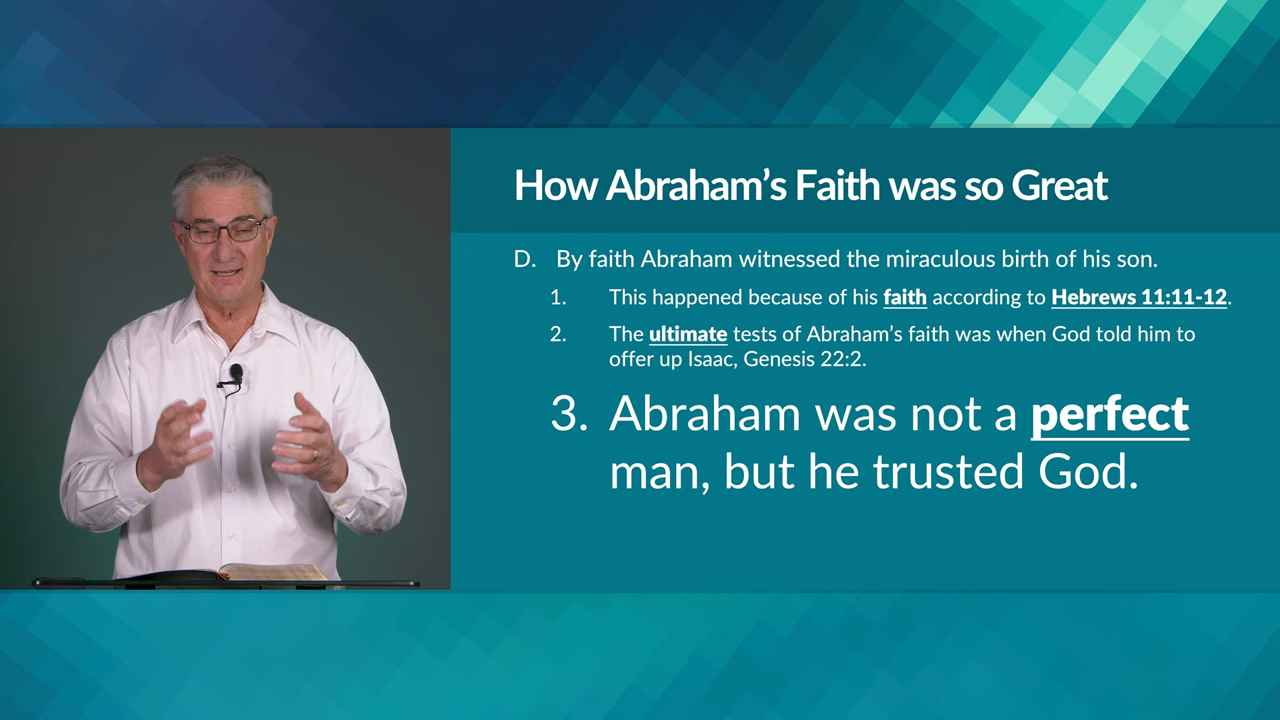 How Abraham’s Faith was so Great
D. By faith Abraham witnessed the miraculous birth of his son.
1. This happened because of his faith according to Hebrews 11:11-12.
2. The ultimate tests of Abraham’s faith was when God told him to
offer up Isaac, Genesis 22:2.
3. Abraham was not a perfect
man, but he trusted God.